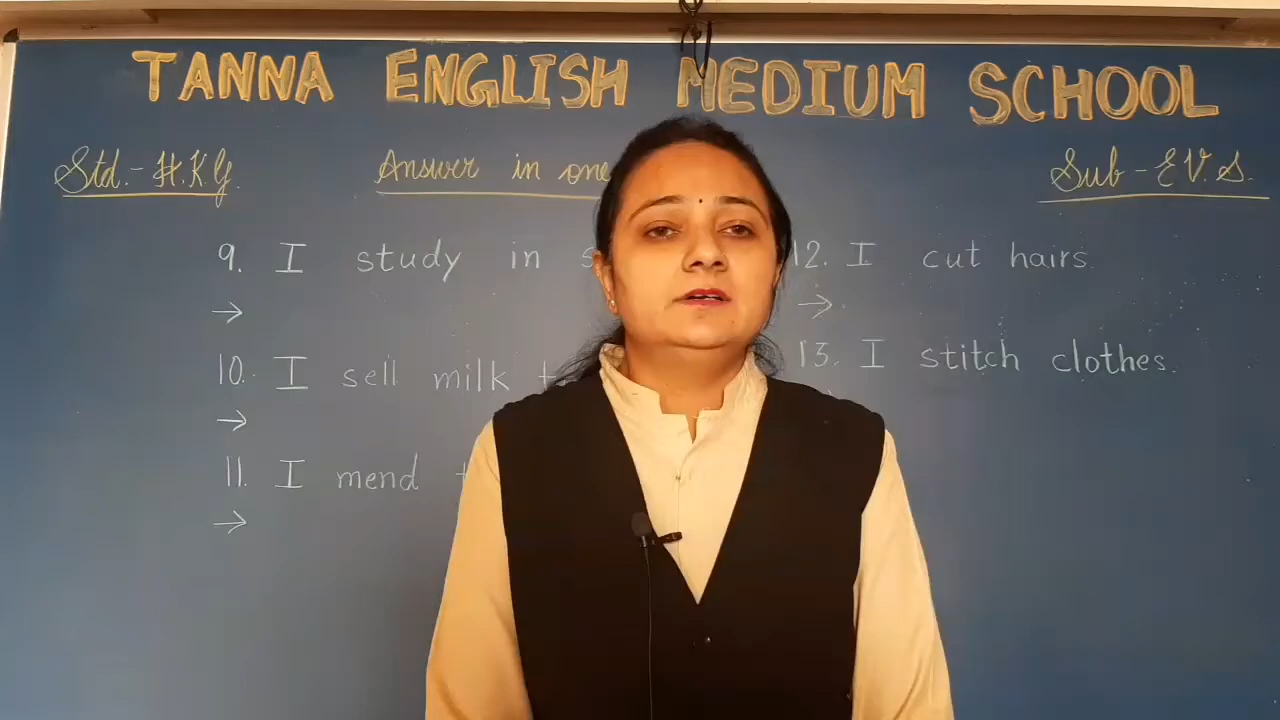 TANNA ENGLISH MEDIUM SCHOOL
Std.- H.K.G.
Answer in one
Sub - E.V.S.
9. I study in
→
10. I sell milk
→
11. I mend
→
12. I cut hairs.
→
13. I stitch clothes.